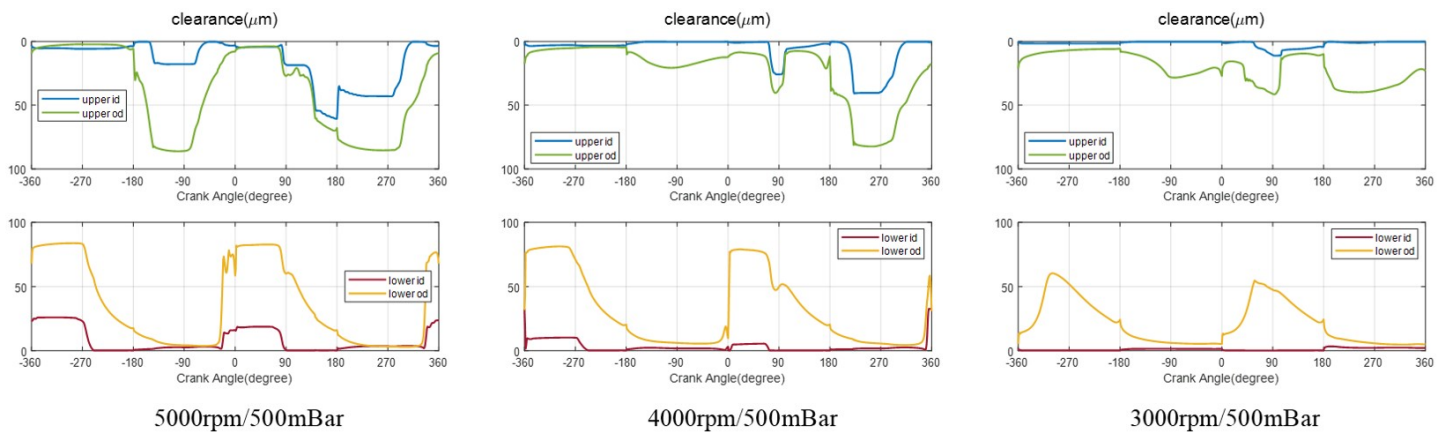 clearance(μm)
0
50
100
upper id
upper od
-360 -270 -180 -90 0 90 180 270 360
Crank Angle(degree)
100
50
0
lower id
lower od
-360 -270 -180 -90 0 90 180 270 360
Crank Angle(degree)
5000rpm/500mBar
clearance(μm)
0
50
100
upper id
upper od
-360 -270 -180 -90 0 90 180 270 360
Crank Angle(degree)
100
50
0
lower id
lower od
-360 -270 -180 -90 0 90 180 270 360
Crank Angle(degree)
4000rpm/500mBar
clearance(μm)
0
50
100
upper id
upper od
-360 -270 -180 -90 0 90 180 270 360
Crank Angle(degree)
100
50
0
lower id
lower od
-360 -270 -180 -90 0 90 180 270 360
Crank Angle(degree)
3000rpm/500mBar